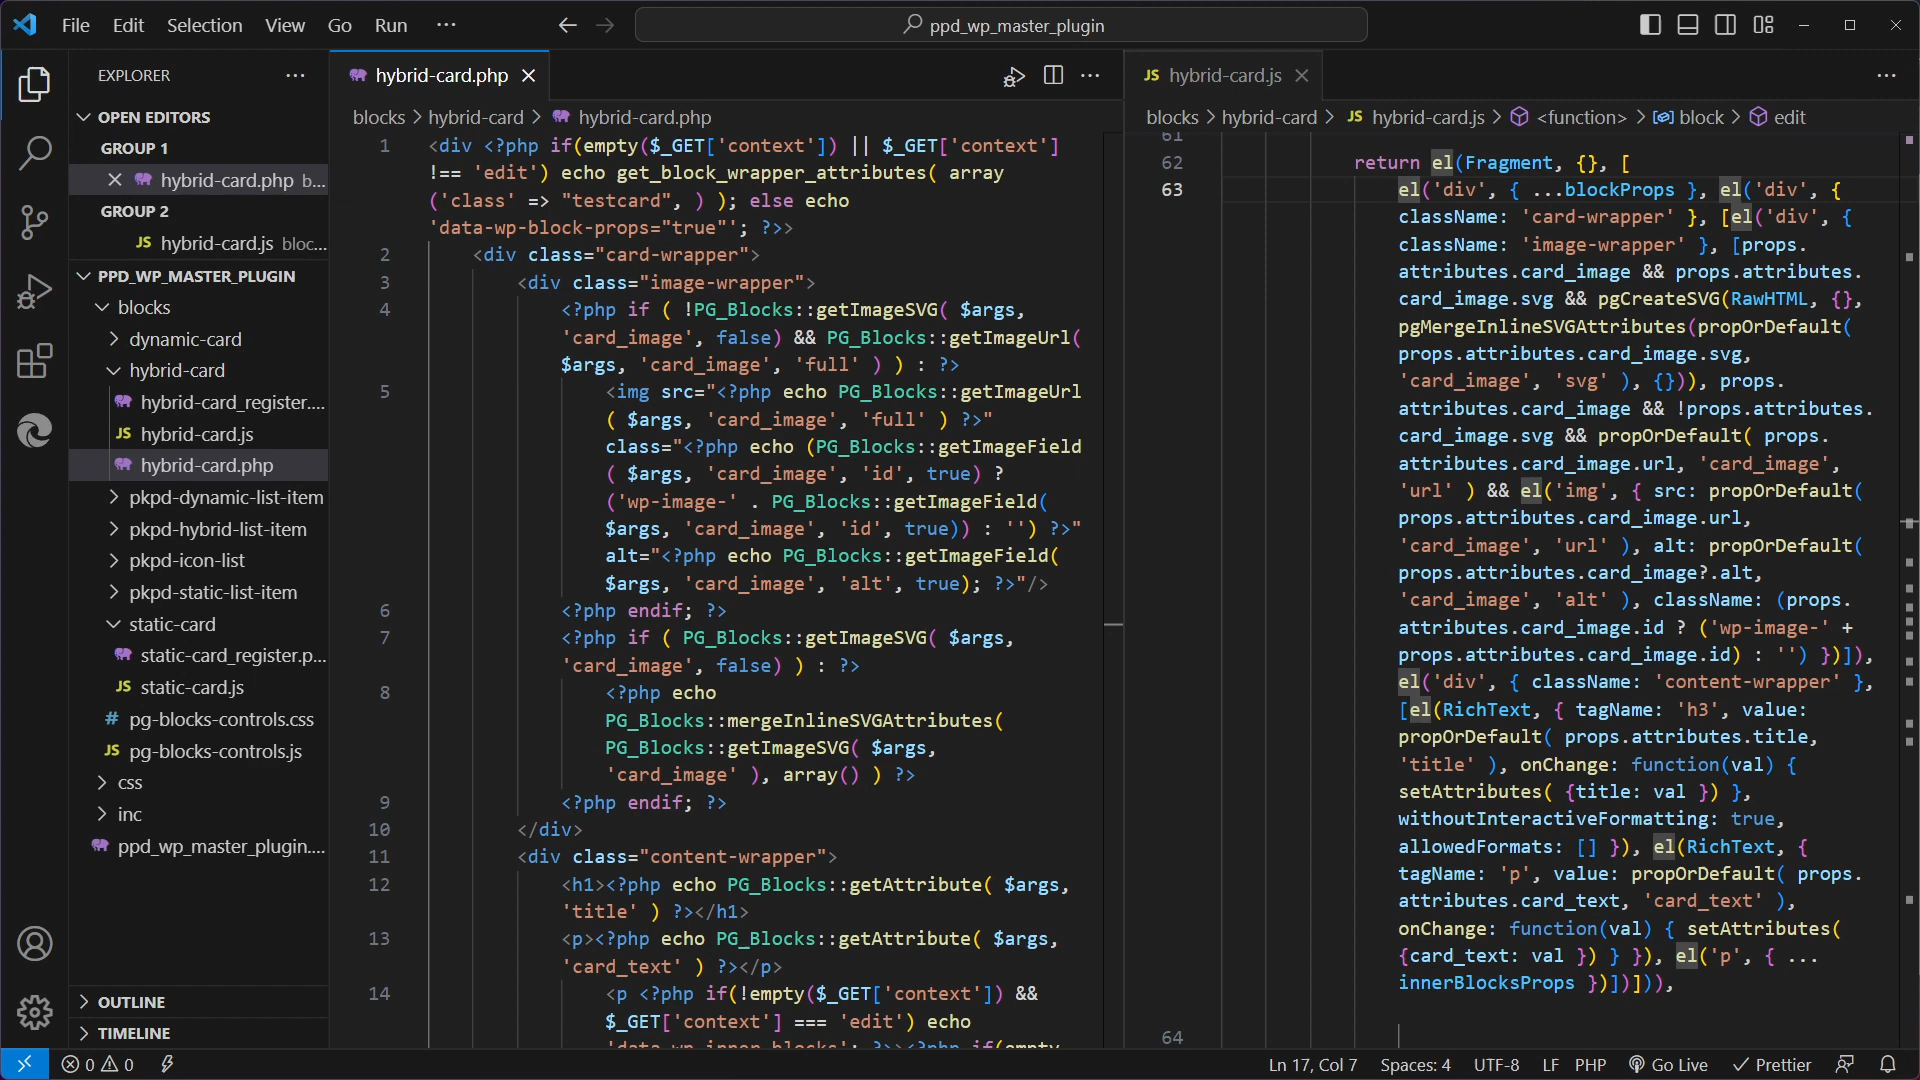 File Edit Selection View Go Run ···
ppd_wp_master_plugin
EXPLORER
OPEN EDITORS
GROUP 1
hybrid-card.php b...
GROUP 2
JS hybrid-card.js bloc...
PPD_WP_MASTER_PLUGIN
blocks
dynamic-card
hybrid-card
hybrid-card_register....
JS hybrid-card.js
hybrid-card.php
pkpd-dynamic-list-item
pkpd-hybrid-list-item
pkpd-icon-list
pkpd-static-list-item
static-card
static-card_register.p...
JS static-card.js
# pg-blocks-controls.css
JS pg-blocks-controls.js
css
inc
ppd_wp_master_plugin....
OUTLINE
TIMELINE
hybrid-card.php
blocks > hybrid-card > hybrid-card.php
1 <div <?php if(empty($_GET['context']) || $_GET['context']
!== 'edit') echo get_block_wrapper_attributes( array
('class' => "testcard", ) ); else echo
'data-wp-block-props="true"'; ?>>
2 <div class="card-wrapper">
3 <div class="image-wrapper">
4 <?php if ( !PG_Blocks::getImageSVG( $args,
'card_image', false) && PG_Blocks::getImageUrl(
$args, 'card_image', 'full' ) ) : ?>
5 <img src="<?php echo PG_Blocks::getImageUrl
( $args, 'card_image', 'full' ) ?>"
class="<?php echo (PG_Blocks::getImageField
( $args, 'card_image', 'id', true) ?
('wp-image-' . PG_Blocks::getImageField(
$args, 'card_image', 'id', true)) : '') ?>"
alt="<?php echo PG_Blocks::getImageField(
$args, 'card_image', 'alt', true); ?>"/>
6 <?php endif; ?>
7 <?php if ( PG_Blocks::getImageSVG( $args,
'card_image', false) ) : ?>
8 <?php echo
PG_Blocks::mergeInlineSVGAttributes(
PG_Blocks::getImageSVG( $args,
'card_image' ), array() ) ?>
9 <?php endif; ?>
10 </div>
11 <div class="content-wrapper">
12 <h1><?php echo PG_Blocks::getAttribute( $args,
'title' ) ?></h1>
13 <p><?php echo PG_Blocks::getAttribute( $args,
'card_text' ) ?></p>
14 <p <?php if(!empty($_GET['context']) &&
$_GET['context'] === 'edit') echo
'data-wp-inner-blocks'; ?><?php if(empty
JS hybrid-card.js
blocks > hybrid-card > JS hybrid-card.js > <function> > block > edit
61
62 return el(Fragment, {}, [
63 el('div', { ...blockProps }, el('div', {
className: 'card-wrapper' }, [el('div', {
className: 'image-wrapper' }, [props.
attributes.card_image && props.attributes.
card_image.svg && pgCreateSVG(RawHTML, {},
pgMergeInlineSVGAttributes(propOrDefault(
props.attributes.card_image.svg,
'card_image', 'svg' ), {})), props.
attributes.card_image && !props.attributes.
card_image.svg && propOrDefault( props.
attributes.card_image.url, 'card_image',
'url' ) && el('img', { src: propOrDefault(
props.attributes.card_image.url,
'card_image', 'url' ), alt: propOrDefault(
props.attributes.card_image?.alt,
'card_image', 'alt' ), className: (props.
attributes.card_image.id ? ('wp-image-' +
props.attributes.card_image.id) : '') })]),
el('div', { className: 'content-wrapper' },
[el(RichText, { tagName: 'h3', value:
propOrDefault( props.attributes.title,
'title' ), onChange: function(val) {
setAttributes( {title: val }) },
withoutInteractiveFormatting: true,
allowedFormats: [] }), el(RichText, {
tagName: 'p', value: propOrDefault( props.
attributes.card_text, 'card_text' ),
onChange: function(val) { setAttributes(
{card_text: val }) } }), el('p', { ...
innerBlocksProps })])])),
64
0 0 Ln 17, Col 7 Spaces: 4 UTF-8 LF PHP Go Live Prettier